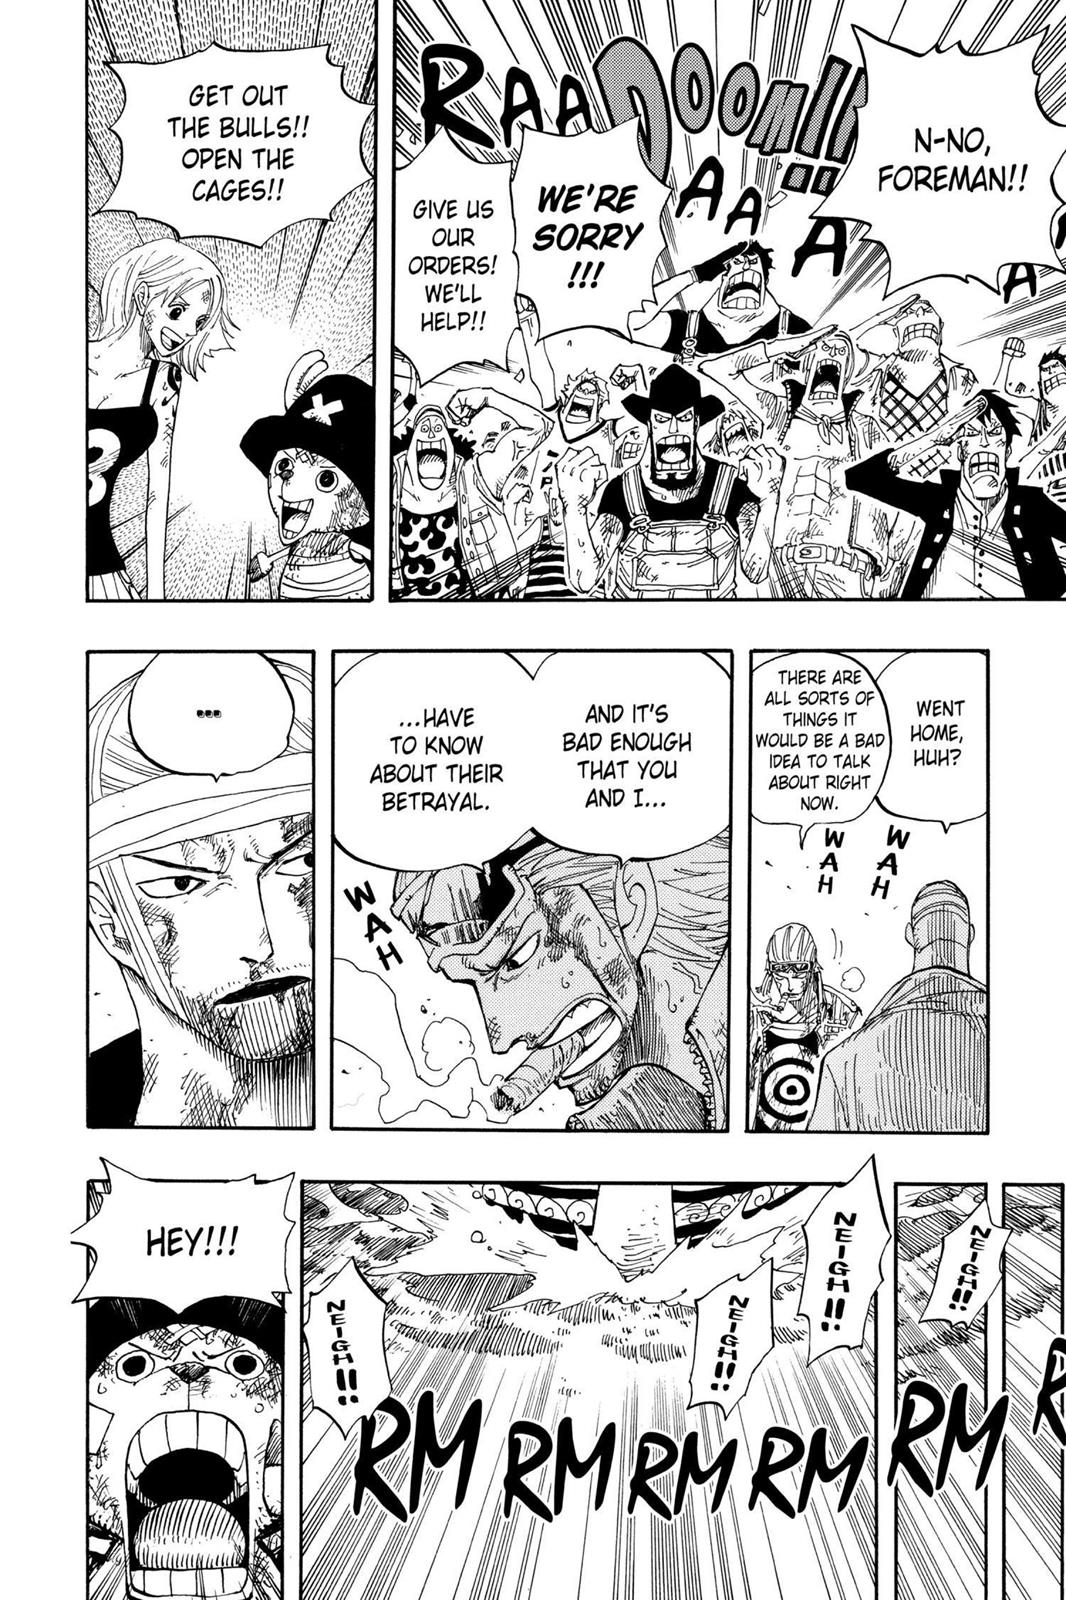 N-NO,
FOREMAN!!
DOOM!!
RAA
A
A
A
A
WE'RE
SORRY
!!!
GIVE US
OUR
ORDERS!
WE'LL
HELP!!
GET OUT
THE BULLS!!
OPEN THE
CAGES!!
WENT
HOME,
HUH?
THERE ARE
ALL SORTS OF
THINGS IT
WOULD BE A BAD
IDEA TO TALK
ABOUT RIGHT
NOW.
WAH
WAH
AND IT'S
BAD ENOUGH
THAT YOU
AND I...
...HAVE
TO KNOW
ABOUT THEIR
BETRAYAL.
WAH
...
NEIGH!!
NEIGH!!
NEIGH!!
NEIGH!!
RM
RM
RM
RM
RM
HEY!!!